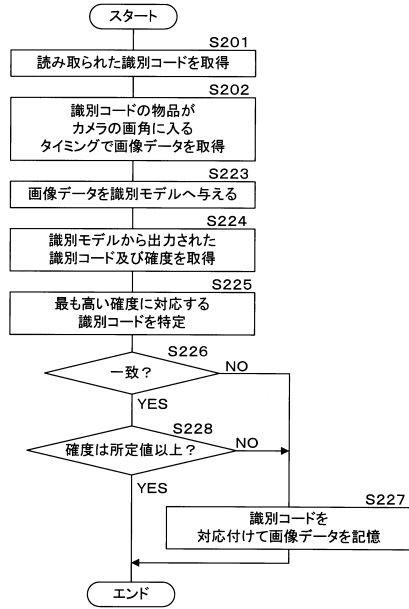 スタート
S201
読み取られた識別コードを取得
S202
識別コードの物品が
カメラの画角に入る
タイミングで画像データを取得
S223
画像データを識別モデルへ与える
S224
識別モデルから出力された
識別コード及び確度を取得
S225
最も高い確度に対応する
識別コードを特定
S226
一致?
NO
YES
S228
確度は所定値以上?
NO
YES
S227
識別コードを
対応付けて画像データを記憶
エンド